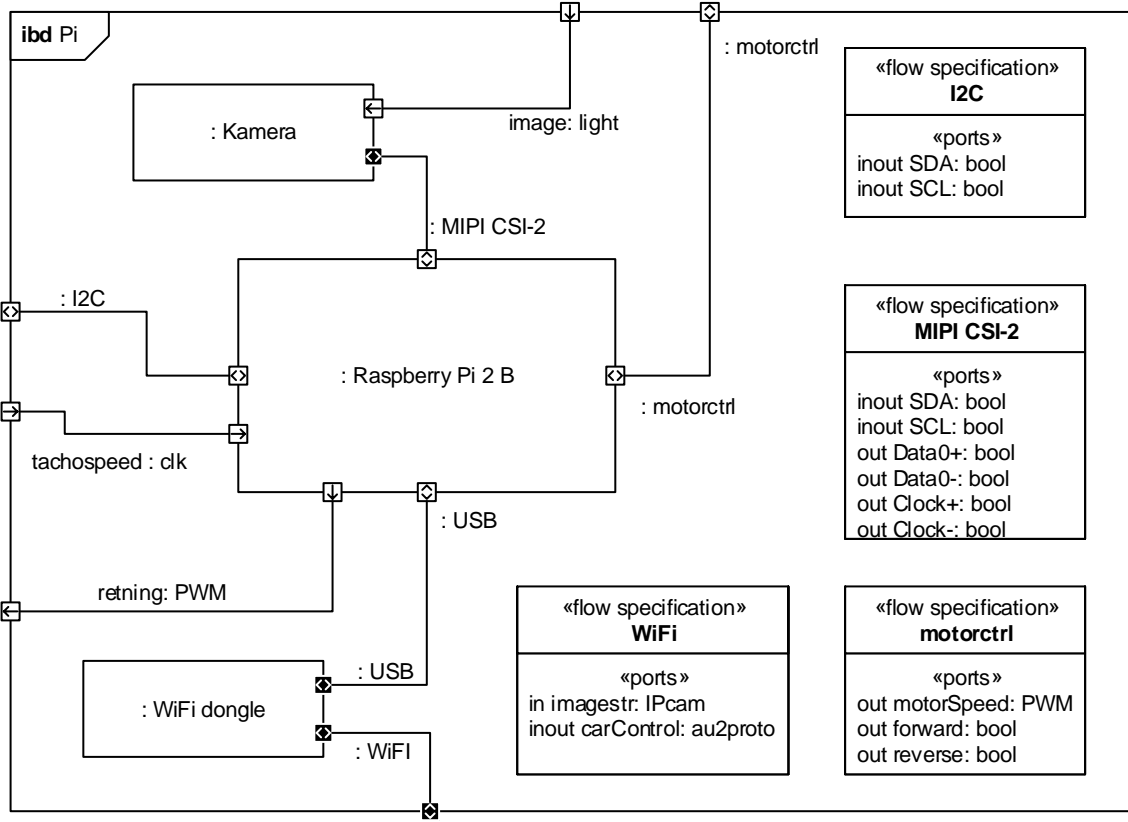 ibd Pi
: motorctrl
: Kamera
image: light
: MIPI CSI-2
: I2C
: Raspberry Pi 2 B
: motorctrl
tachospeed : clk
: USB
retning: PWM
: USB
: WiFi dongle
: WiFI
«flow specification»
I2C
«ports»
inout SDA: bool
inout SCL: bool
«flow specification»
MIPI CSI-2
«ports»
inout SDA: bool
inout SCL: bool
out Data0+: bool
out Data0-: bool
out Clock+: bool
out Clock-: bool
«flow specification»
WiFi
«ports»
in imagestr: IPcam
inout carControl: au2proto
«flow specification»
motorctrl
«ports»
out motorSpeed: PWM
out forward: bool
out reverse: bool